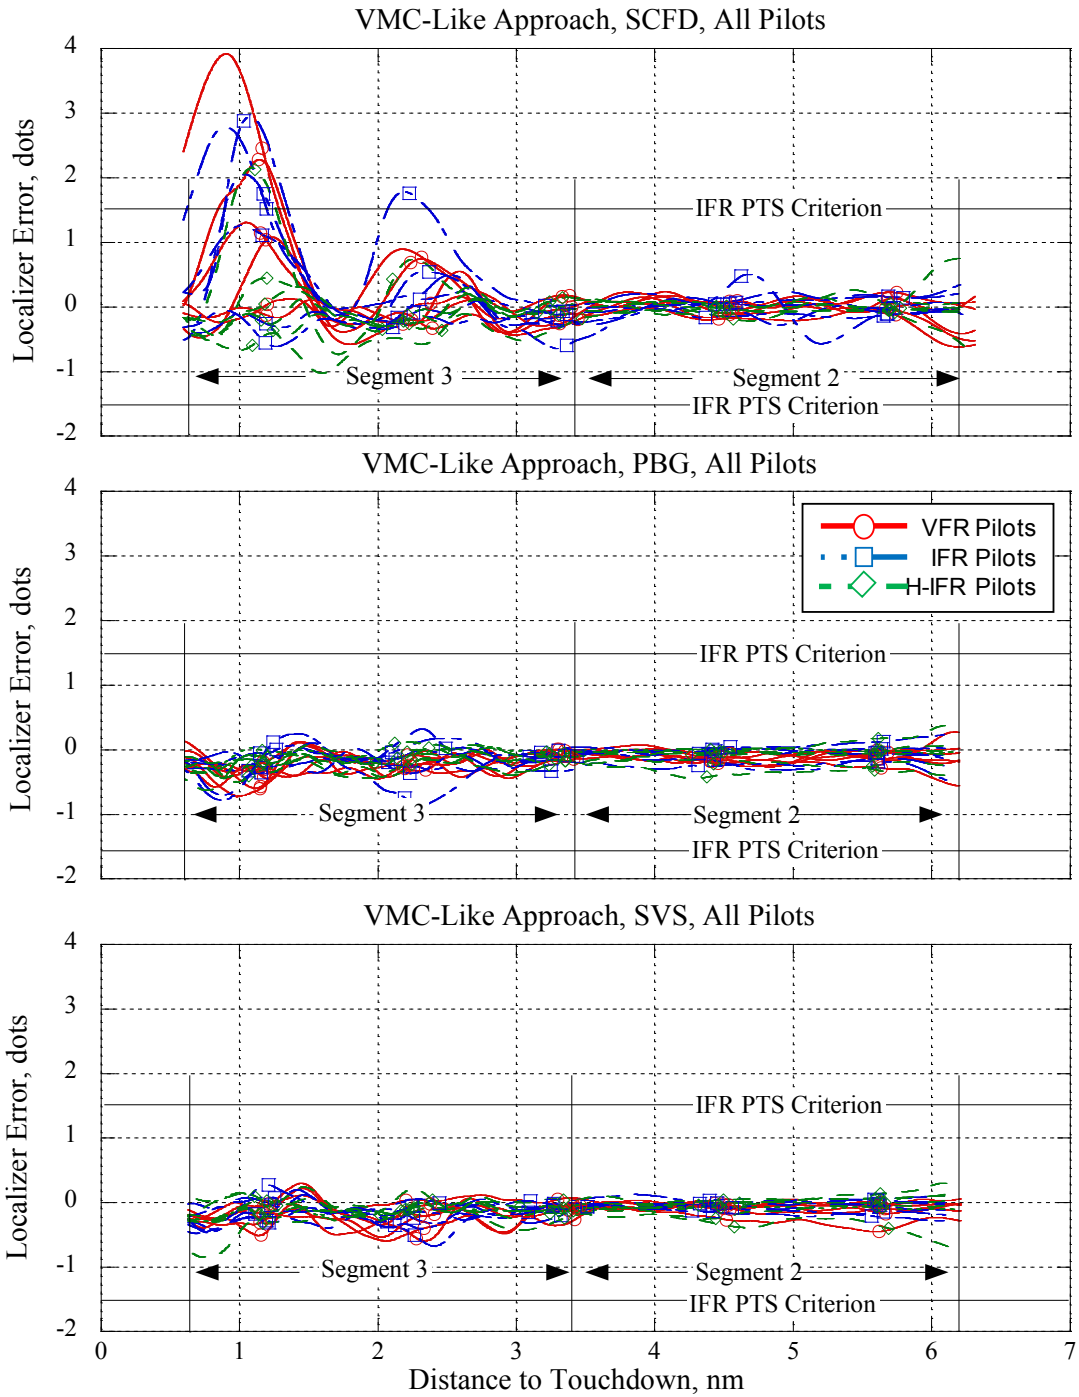 VMC-Like Approach, SCFD, All Pilots
4
3
2
1
0
-1
-2
Localizer Error, dots
IFR PTS Criterion
Segment 3
Segment 2
IFR PTS Criterion
VMC-Like Approach, PBG, All Pilots
4
3
2
1
0
-1
-2
Localizer Error, dots
VFR Pilots
IFR Pilots
H-IFR Pilots
IFR PTS Criterion
Segment 3
Segment 2
IFR PTS Criterion
VMC-Like Approach, SVS, All Pilots
4
3
2
1
0
-1
-2
Localizer Error, dots
IFR PTS Criterion
Segment 3
Segment 2
IFR PTS Criterion
0 1 2 3 4 5 6 7
Distance to Touchdown, nm